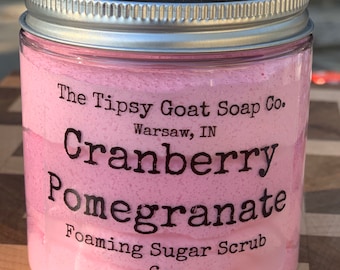 The Tipsy Goat Soap Co.
Warsaw, IN
Cranberry
Pomegranate
Foaming Sugar Scrub